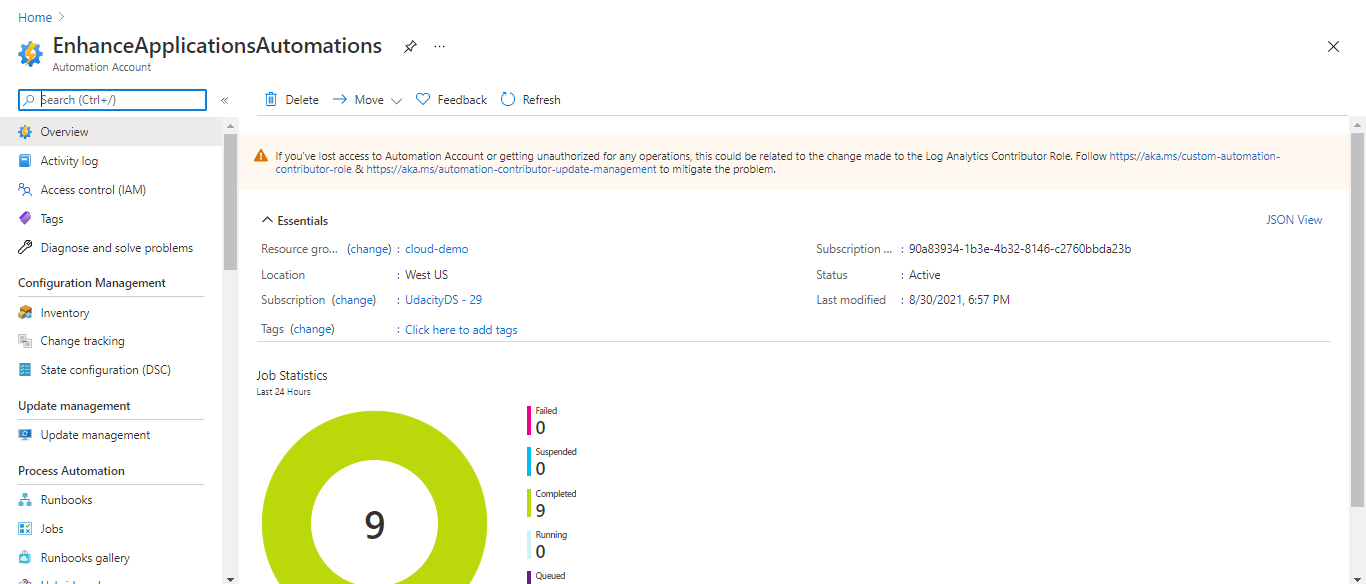 Home
EnhanceApplicationsAutomations
Automation Account
Search (Ctrl+/)
Delete
Move
Feedback
Refresh
Overview
Activity log
Access control (IAM)
Tags
Diagnose and solve problems
Configuration Management
Inventory
Change tracking
State configuration (DSC)
Update management
Update management
Process Automation
Runbooks
Jobs
Runbooks gallery
If you've lost access to Automation Account or getting unauthorized for any operations, this could be related to the change made to the Log Analytics Contributor Role. Follow https://aka.ms/custom-automation-
contributor-role & https://aka.ms/automation-contributor-update-management to mitigate the problem.
Essentials
JSON View
Resource gro... (change) : cloud-demo
Location : West US
Subscription (change) : UdacityDS - 29
Tags (change) : Click here to add tags
Subscription ... : 90a83934-1b3e-4b32-8146-c2760bbda23b
Status : Active
Last modified : 8/30/2021, 6:57 PM
Job Statistics
Last 24 Hours
9
Failed
0
Suspended
0
Completed
9
Running
0
Queued